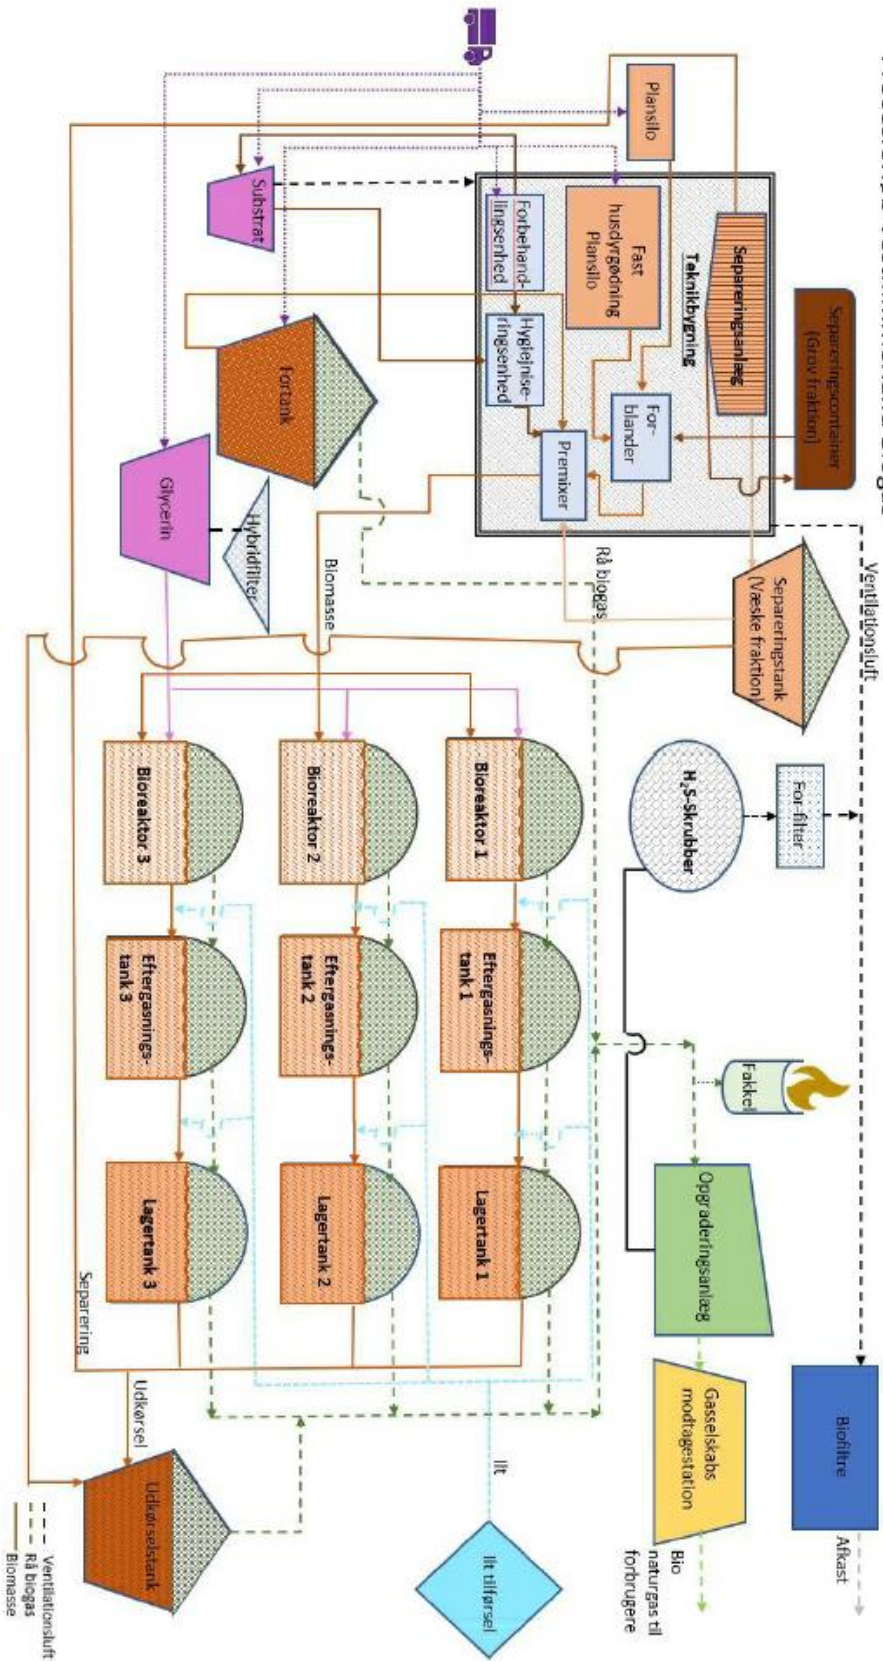 Ventilationsluft
Plansilo
Separeringsanlæg
Teknikbygning
Fast
husdyrgødning
Plansilo
Forbehand-
lingsenhed
Hygiejnise-
ringsenhed
For-
blander
Premixer
Separeringscontainer
(Grov fraktion)
Separeringstank
(Væske fraktion)
Substrat
Fortank
Glycerin
Hybridfilter
Biomasse
Rå biogas
For-filter
H₂S-Skrubber
Fakkel
Opgraderingsanlæg
Gasselskabs
modtagestation
Biofiltre
Afkast
Bio
naturgas til
forbrugere
Bioreaktor 1
Eftergasnings-
tank 1
Lagertank 1
Bioreaktor 2
Eftergasnings-
tank 2
Lagertank 2
Bioreaktor 3
Eftergasnings-
tank 3
Lagertank 3
Separering
Udkørsel
Udkørselstank
Ilt
Ilt tilførsel
Ventilationsluft
Rå biogas
Biomasse